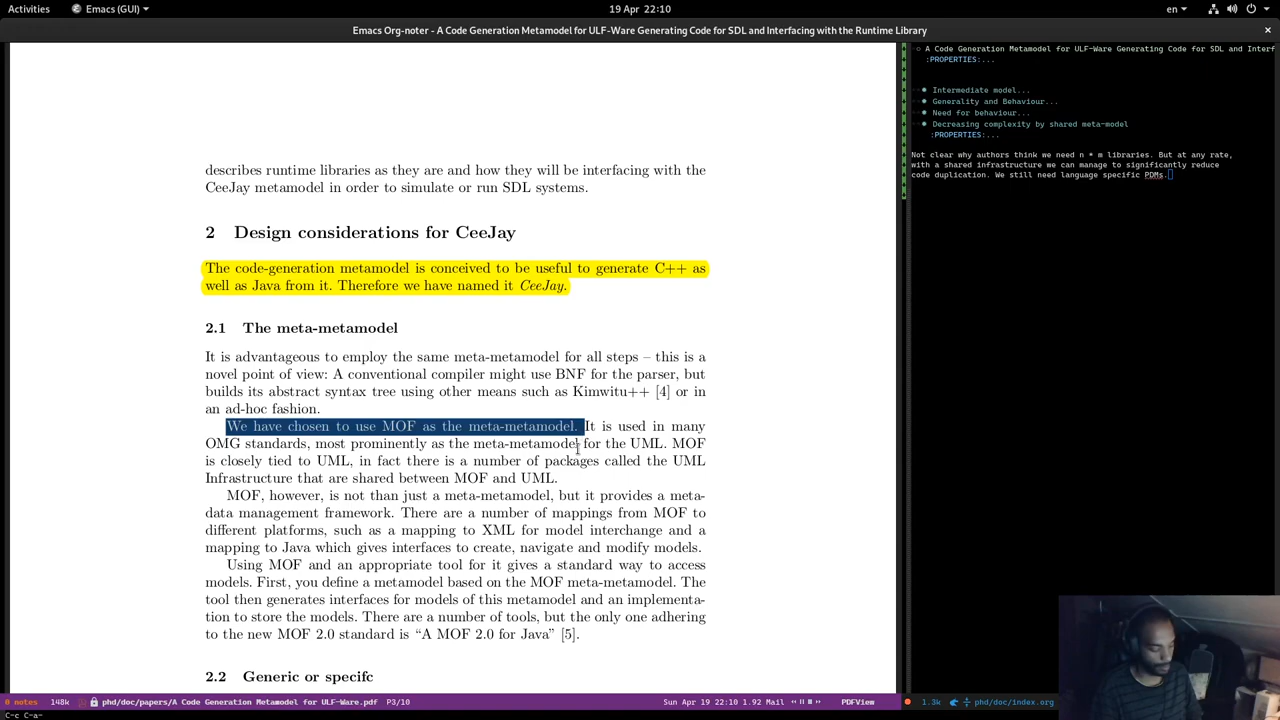 Activities
Emacs (GUI)
19 Apr 22:10
en
Emacs Org-noter - A Code Generation Metamodel for ULF-Ware Generating Code for SDL and Interfacing with the Runtime Library
describes runtime libraries as they are and how they will be interfacing with the
CeeJay metamodel in order to simulate or run SDL systems.
2 Design considerations for CeeJay
The code-generation metamodel is conceived to be useful to generate C++ as
well as Java from it. Therefore we have named it CeeJay.
2.1 The meta-metamodel
It is advantageous to employ the same meta-metamodel for all steps – this is a
novel point of view: A conventional compiler might use BNF for the parser, but
builds its abstract syntax tree using other means such as Kimwitu++ [4] or in
an ad-hoc fashion.
We have chosen to use MOF as the meta-metamodel. It is used in many
OMG standards, most prominently as the meta-metamodel for the UML. MOF
is closely tied to UML, in fact there is a number of packages called the UML
Infrastructure that are shared between MOF and UML.
MOF, however, is not than just a meta-metamodel, but it provides a meta-
data management framework. There are a number of mappings from MOF to
different platforms, such as a mapping to XML for model interchange and a
mapping to Java which gives interfaces to create, navigate and modify models.
Using MOF and an appropriate tool for it gives a standard way to access
models. First, you define a metamodel based on the MOF meta-metamodel. The
tool then generates interfaces for models of this metamodel and an implementa-
tion to store the models. There are a number of tools, but the only one adhering
to the new MOF 2.0 standard is “A MOF 2.0 for Java” [5].
2.2 Generic or specifc
A Code Generation Metamodel for ULF-Ware Generating Code for SDL and Interf
:PROPERTIES:...
Intermediate model...
Generality and Behaviour...
Need for behaviour...
Decreasing complexity by shared meta-model
:PROPERTIES:...
Not clear why authors think we need n * m libraries. But at any rate,
with a shared infrastructure we can manage to significantly reduce
code duplication. We still need language specific PDMs.
0 notes 148k phd/doc/papers/A Code Generation Metamodel for ULF-Ware.pdf P3/10 Sun Apr 19 22:10 1.92 Mail PDFView
1.3k phd/doc/index.org
C-c C-a-